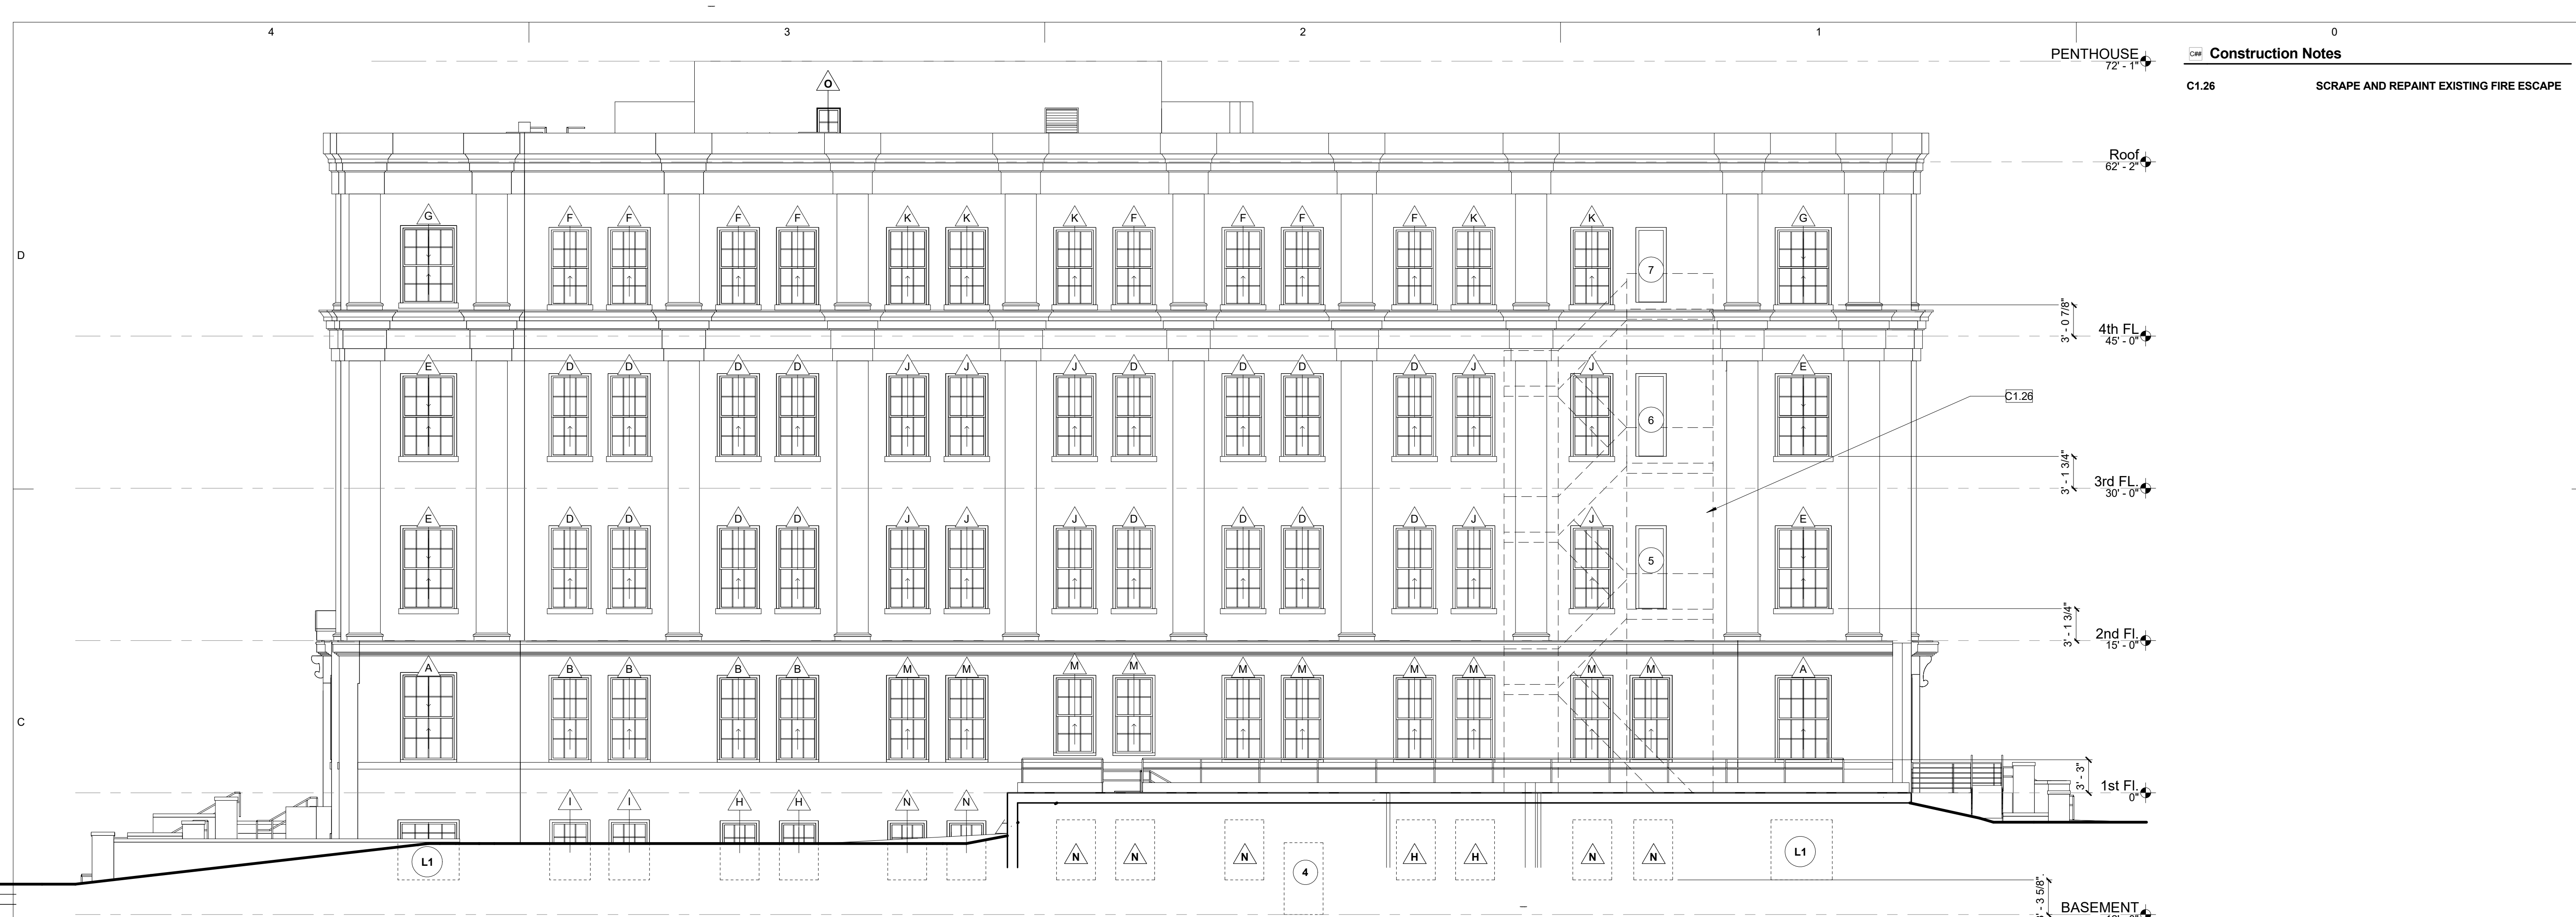 4 3 2 1 0
PENTHOUSE
72' - 1"
C## Construction Notes
C1.26 SCRAPE AND REPAINT EXISTING FIRE ESCAPE
O
Roof
62' - 2"
D
G F F F F K K K F F F F K K G
7
3' - 0 7/8"
4th FL
45' - 0"
E D D D D J J J D D D D J J E
C1.26
6
3' - 1 3/4"
3rd FL.
30' - 0"
E D D D D J J J D D D D J J E
5
3' - 1 3/4"
2nd Fl.
15' - 0"
A B B B B M M M M M M M M M M A
C
3' - 3"
1st Fl.
0"
I I H H N N
L1 N N N 4 H H N N L1
BASEMENT